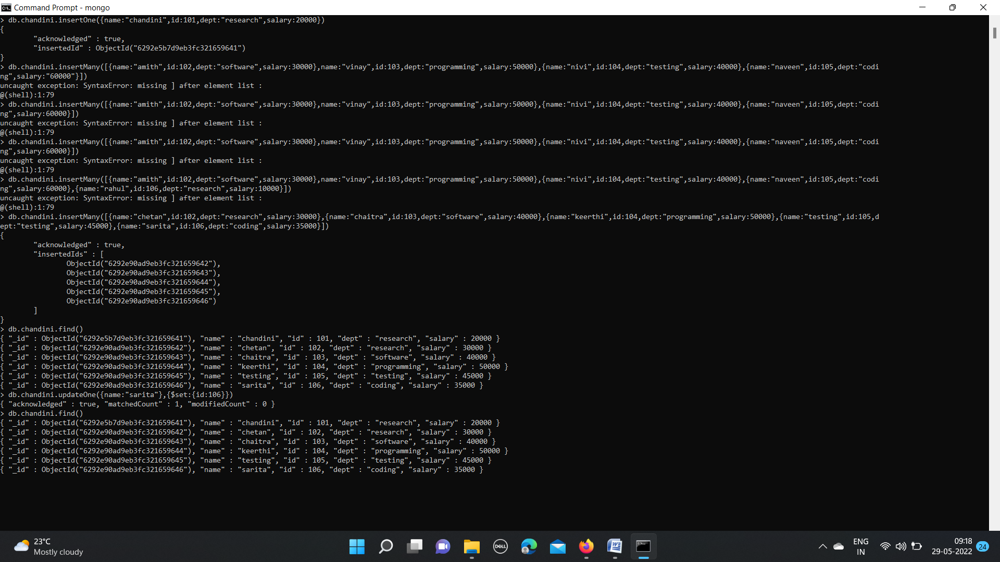 Command Prompt - mongo
> db.chandini.insertOne({name:"chandini",id:101,dept:"research",salary:20000})
{
        "acknowledged" : true,
        "insertedId" : ObjectId("6292e5b7d9eb3fc321659641")
}
> db.chandini.insertMany([{name:"amith",id:102,dept:"software",salary:30000},name:"vinay",id:103,dept:"programming",salary:50000},{name:"nivi",id:104,dept:"testing",salary:40000},{name:"naveen",id:105,dept:"codi
ng",salary:"60000"}])
uncaught exception: SyntaxError: missing ] after element list :
@(shell):1:79
> db.chandini.insertMany([{name:"amith",id:102,dept:"software",salary:30000},name:"vinay",id:103,dept:"programming",salary:50000},{name:"nivi",id:104,dept:"testing",salary:40000},{name:"naveen",id:105,dept:"codi
ng",salary:60000}])
uncaught exception: SyntaxError: missing ] after element list :
@(shell):1:79
> db.chandini.insertMany([{name:"amith",id:102,dept:"software",salary:30000},name:"vinay",id:103,dept:"programming",salary:50000},{name:"nivi",id:104,dept:"testing",salary:40000},{name:"naveen",id:105,dept:"codi
ng",salary:60000}])
uncaught exception: SyntaxError: missing ] after element list :
@(shell):1:79
> db.chandini.insertMany([{name:"amith",id:102,dept:"software",salary:30000},name:"vinay",id:103,dept:"programming",salary:50000},{name:"nivi",id:104,dept:"testing",salary:40000},{name:"naveen",id:105,dept:"codi
ng",salary:60000},{name:"rahul",id:106,dept:"research",salary:10000}])
uncaught exception: SyntaxError: missing ] after element list :
@(shell):1:79
> db.chandini.insertMany([{name:"chetan",id:102,dept:"research",salary:30000},{name:"chaitra",id:103,dept:"software",salary:40000},{name:"keerthi",id:104,dept:"programming",salary:50000},{name:"testing",id:105,d
ept:"testing",salary:45000},{name:"sarita",id:106,dept:"coding",salary:35000}])
{
        "acknowledged" : true,
        "insertedIds" : [
                ObjectId("6292e90ad9eb3fc321659642"),
                ObjectId("6292e90ad9eb3fc321659643"),
                ObjectId("6292e90ad9eb3fc321659644"),
                ObjectId("6292e90ad9eb3fc321659645"),
                ObjectId("6292e90ad9eb3fc321659646")
        ]
}
> db.chandini.find()
{ "_id" : ObjectId("6292e5b7d9eb3fc321659641"), "name" : "chandini", "id" : 101, "dept" : "research", "salary" : 20000 }
{ "_id" : ObjectId("6292e90ad9eb3fc321659642"), "name" : "chetan", "id" : 102, "dept" : "research", "salary" : 30000 }
{ "_id" : ObjectId("6292e90ad9eb3fc321659643"), "name" : "chaitra", "id" : 103, "dept" : "software", "salary" : 40000 }
{ "_id" : ObjectId("6292e90ad9eb3fc321659644"), "name" : "keerthi", "id" : 104, "dept" : "programming", "salary" : 50000 }
{ "_id" : ObjectId("6292e90ad9eb3fc321659645"), "name" : "testing", "id" : 105, "dept" : "testing", "salary" : 45000 }
{ "_id" : ObjectId("6292e90ad9eb3fc321659646"), "name" : "sarita", "id" : 106, "dept" : "coding", "salary" : 35000 }
> db.chandini.updateOne({name:"sarita"},{$set:{id:106}})
{ "acknowledged" : true, "matchedCount" : 1, "modifiedCount" : 0 }
> db.chandini.find()
{ "_id" : ObjectId("6292e5b7d9eb3fc321659641"), "name" : "chandini", "id" : 101, "dept" : "research", "salary" : 20000 }
{ "_id" : ObjectId("6292e90ad9eb3fc321659642"), "name" : "chetan", "id" : 102, "dept" : "research", "salary" : 30000 }
{ "_id" : ObjectId("6292e90ad9eb3fc321659643"), "name" : "chaitra", "id" : 103, "dept" : "software", "salary" : 40000 }
{ "_id" : ObjectId("6292e90ad9eb3fc321659644"), "name" : "keerthi", "id" : 104, "dept" : "programming", "salary" : 50000 }
{ "_id" : ObjectId("6292e90ad9eb3fc321659645"), "name" : "testing", "id" : 105, "dept" : "testing", "salary" : 45000 }
{ "_id" : ObjectId("6292e90ad9eb3fc321659646"), "name" : "sarita", "id" : 106, "dept" : "coding", "salary" : 35000 }
23°C
Mostly cloudy
DELL
ENG
IN
09:18
29-05-2022
24